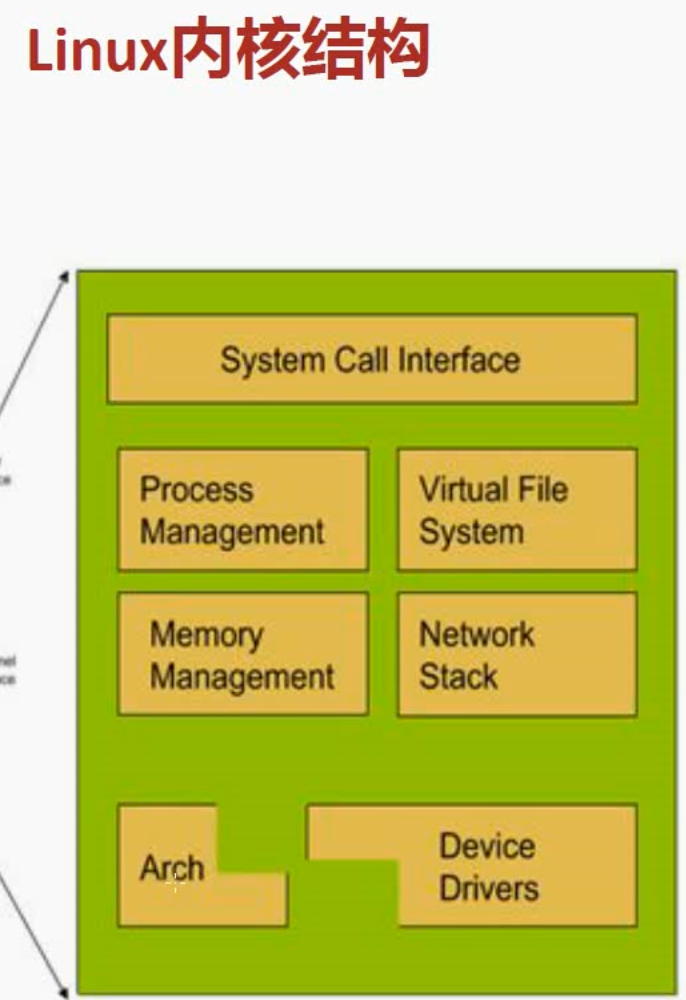 Linux内核结构
System Call Interface
Process
Management
Virtual File
System
Memory
Management
Network
Stack
Arch
Device
Drivers